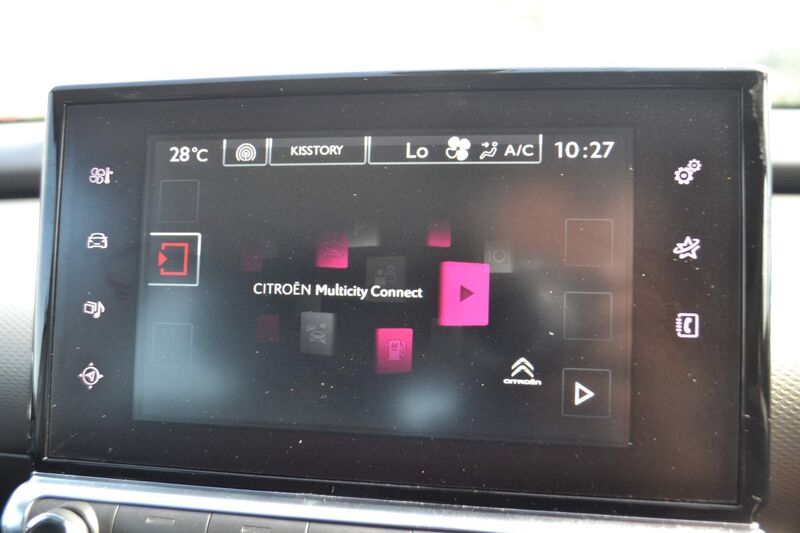 28°C KISSTORY Lo A/C 10:27
CITROËN Multicity Connect
CITROËN